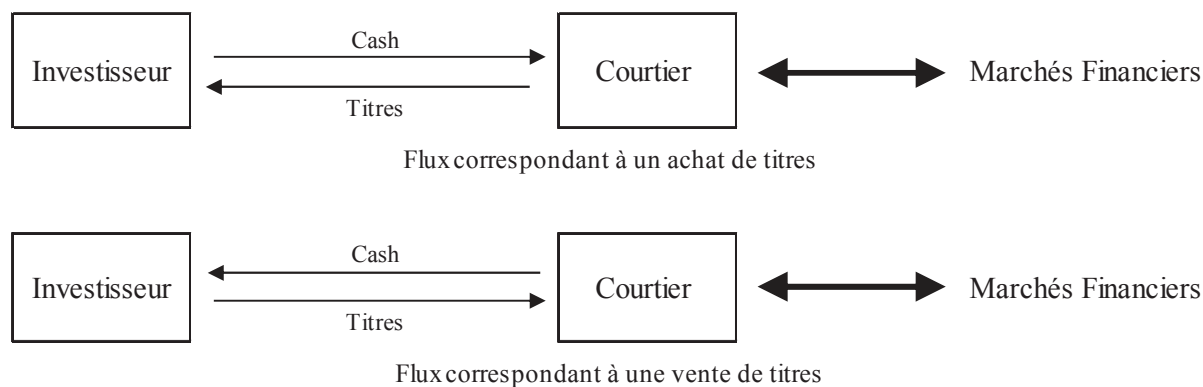 Cash
Investisseur
Courtier
Marchés Financiers
Titres
Flux correspondant à un achat de titres
Cash
Investisseur
Courtier
Marchés Financiers
Titres
Flux correspondant à une vente de titres